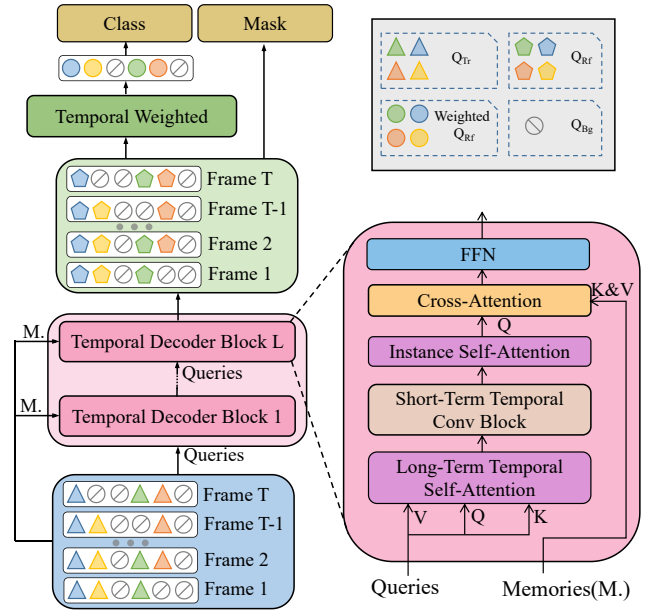 Class
Mask
Temporal Weighted
Frame T
Frame T-1
Frame 2
Frame 1
M.
Temporal Decoder Block L
Queries
M.
Temporal Decoder Block 1
Queries
Frame T
Frame T-1
Frame 2
Frame 1
Q_Tr
Q_Rf
Weighted
Q_Rf
Q_Bg
FFN
K&V
Cross-Attention
Q
Instance Self-Attention
Short-Term Temporal
Conv Block
Long-Term Temporal
Self-Attention
V
Q
K
Queries
Memories(M.)